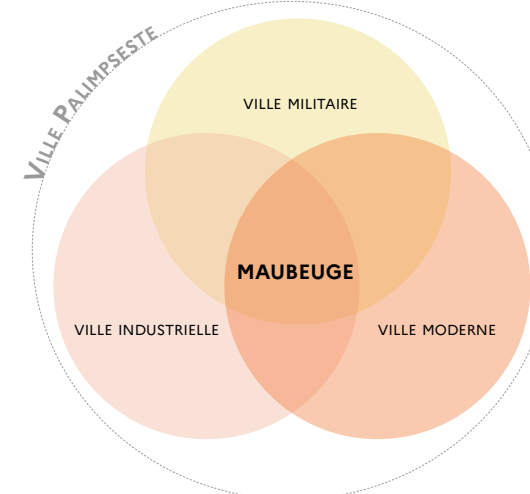 Ville Palimpseste
VILLE MILITAIRE
MAUBEUGE
VILLE INDUSTRIELLE
VILLE MODERNE